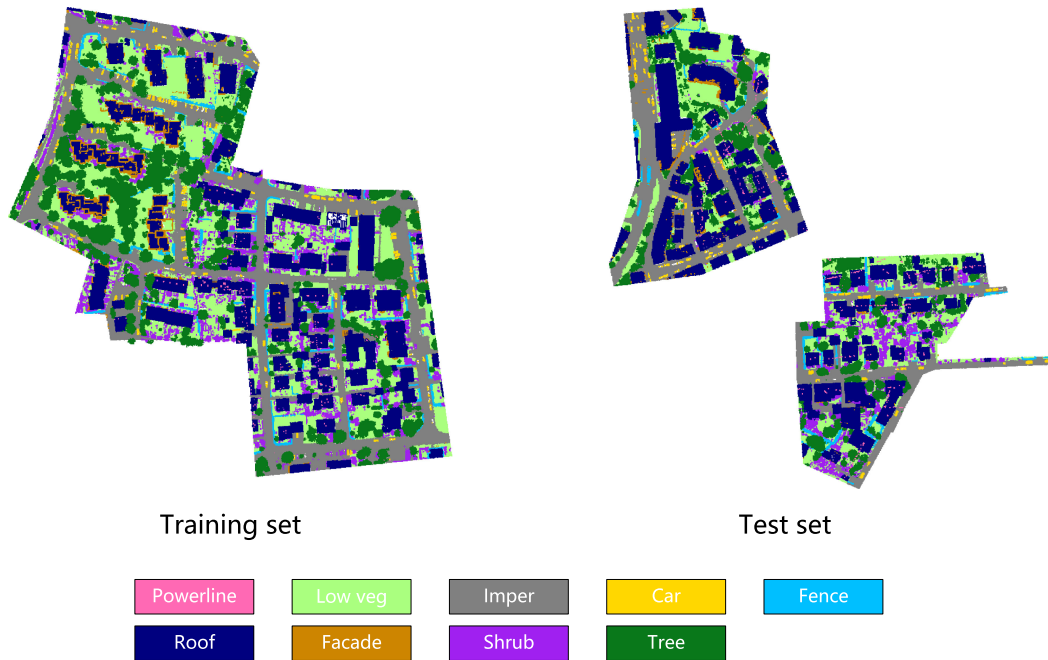 Training set
Test set
Powerline
Low veg
Imper
Car
Fence
Roof
Facade
Shrub
Tree